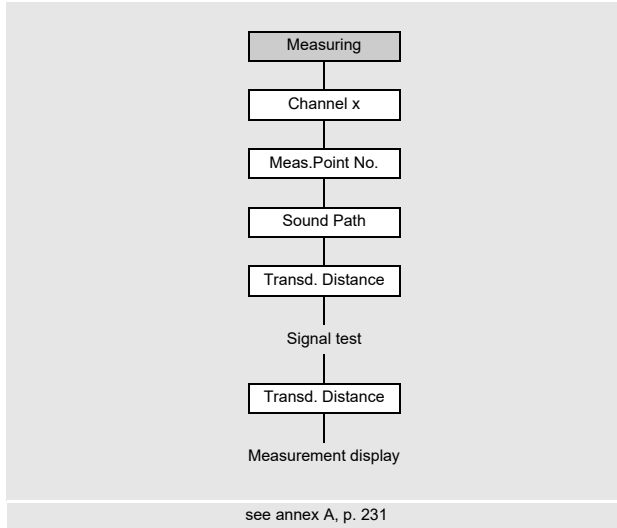 Measuring
Channel x
Meas.Point No.
Sound Path
Transd. Distance
Signal test
Transd. Distance
Measurement display
see annex A, p. 231